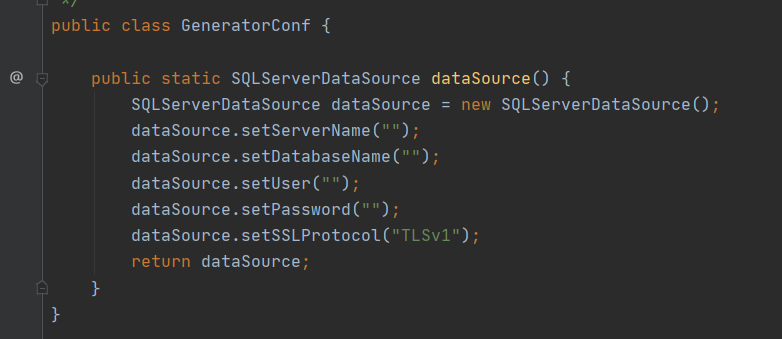 */
public class GeneratorConf {
@ public static SQLServerDataSource dataSource() {
SQLServerDataSource dataSource = new SQLServerDataSource();
dataSource.setServerName("");
dataSource.setDatabaseName("");
dataSource.setUser("");
dataSource.setPassword("");
dataSource.setSSLProtocol("TLSv1");
return dataSource;
}
}